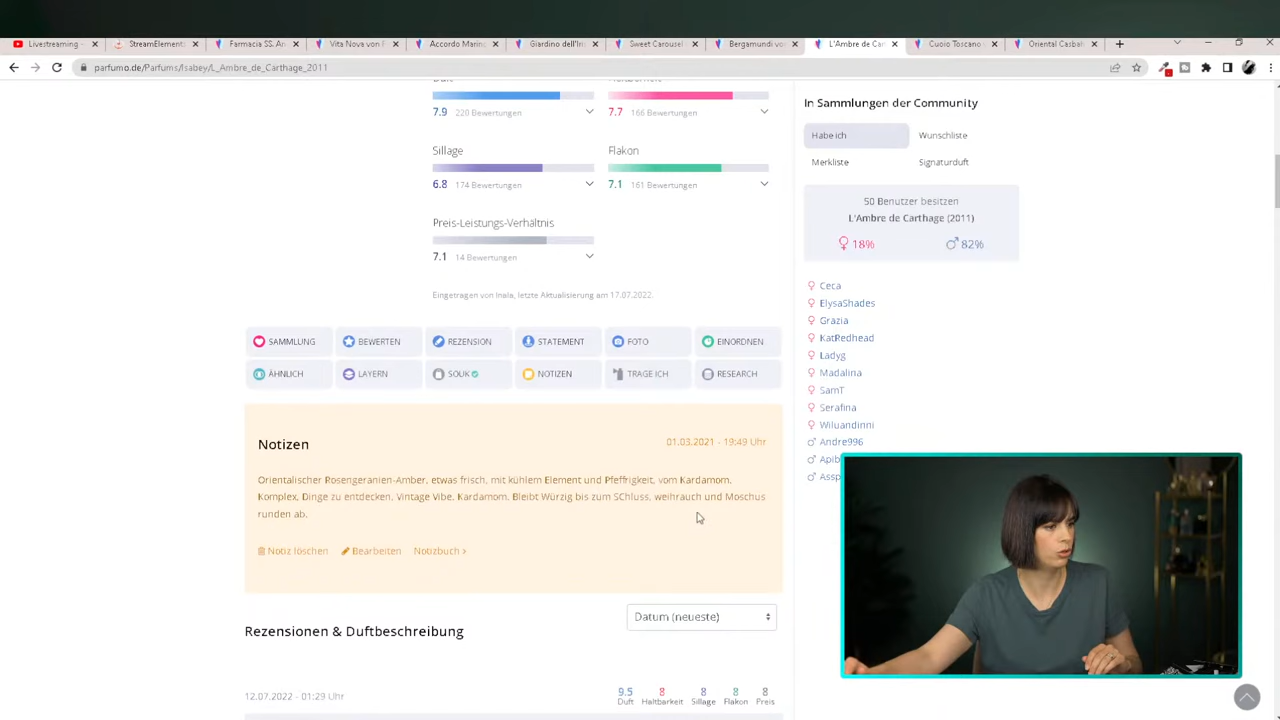 Livestreaming -
StreamElements
Farmacia SS. An
Vita Nova von P
Accordo Marino
Giardino dell'Im
Sweet Carousel
Bergamundi vo
L'Ambre de Car
Cuoio Toscano
Oriental Casbah
parfumo.de/Parfums/Isabey/L_Ambre_de_Carthage_2011
7.9 220 Bewertungen
7.7 166 Bewertungen
Sillage
Flakon
6.8 174 Bewertungen
7.1 161 Bewertungen
Preis-Leistungs-Verhältnis
7.1 14 Bewertungen
Eingetragen von Inala, letzte Aktualisierung am 17.07.2022.
SAMMLUNG
BEWERTEN
REZENSION
STATEMENT
FOTO
EINORDNEN
ÄHNLICH
LAYERN
SOUK
NOTIZEN
TRAGE ICH
RESEARCH
Notizen
01.03.2021 - 19:49 Uhr
Orientalischer Rosengeranien-Amber, etwas frisch, mit kühlem Element und Pfeffrigkeit, vom Kardamom,
Komplex, Dinge zu entdecken, Vintage Vibe. Kardamom. Bleibt Würzig bis zum SChluss, weihrauch und Moschus
runden ab.
Notiz löschen
Bearbeiten
Notizbuch
Datum (neueste)
Rezensionen & Duftbeschreibung
12.07.2022 - 01:29 Uhr
9.5 8 8 8 8
Duft Haltbarkeit Sillage Flakon Preis
In Sammlungen der Community
Habe ich
Wunschliste
Merkliste
Signaturduft
50 Benutzer besitzen
L'Ambre de Carthage (2011)
18%
82%
Ceca
ElysaShades
Grazia
KatRedhead
Ladyg
Madalina
SamT
Serafina
Wiluandinni
Andre996
Apib
Assp